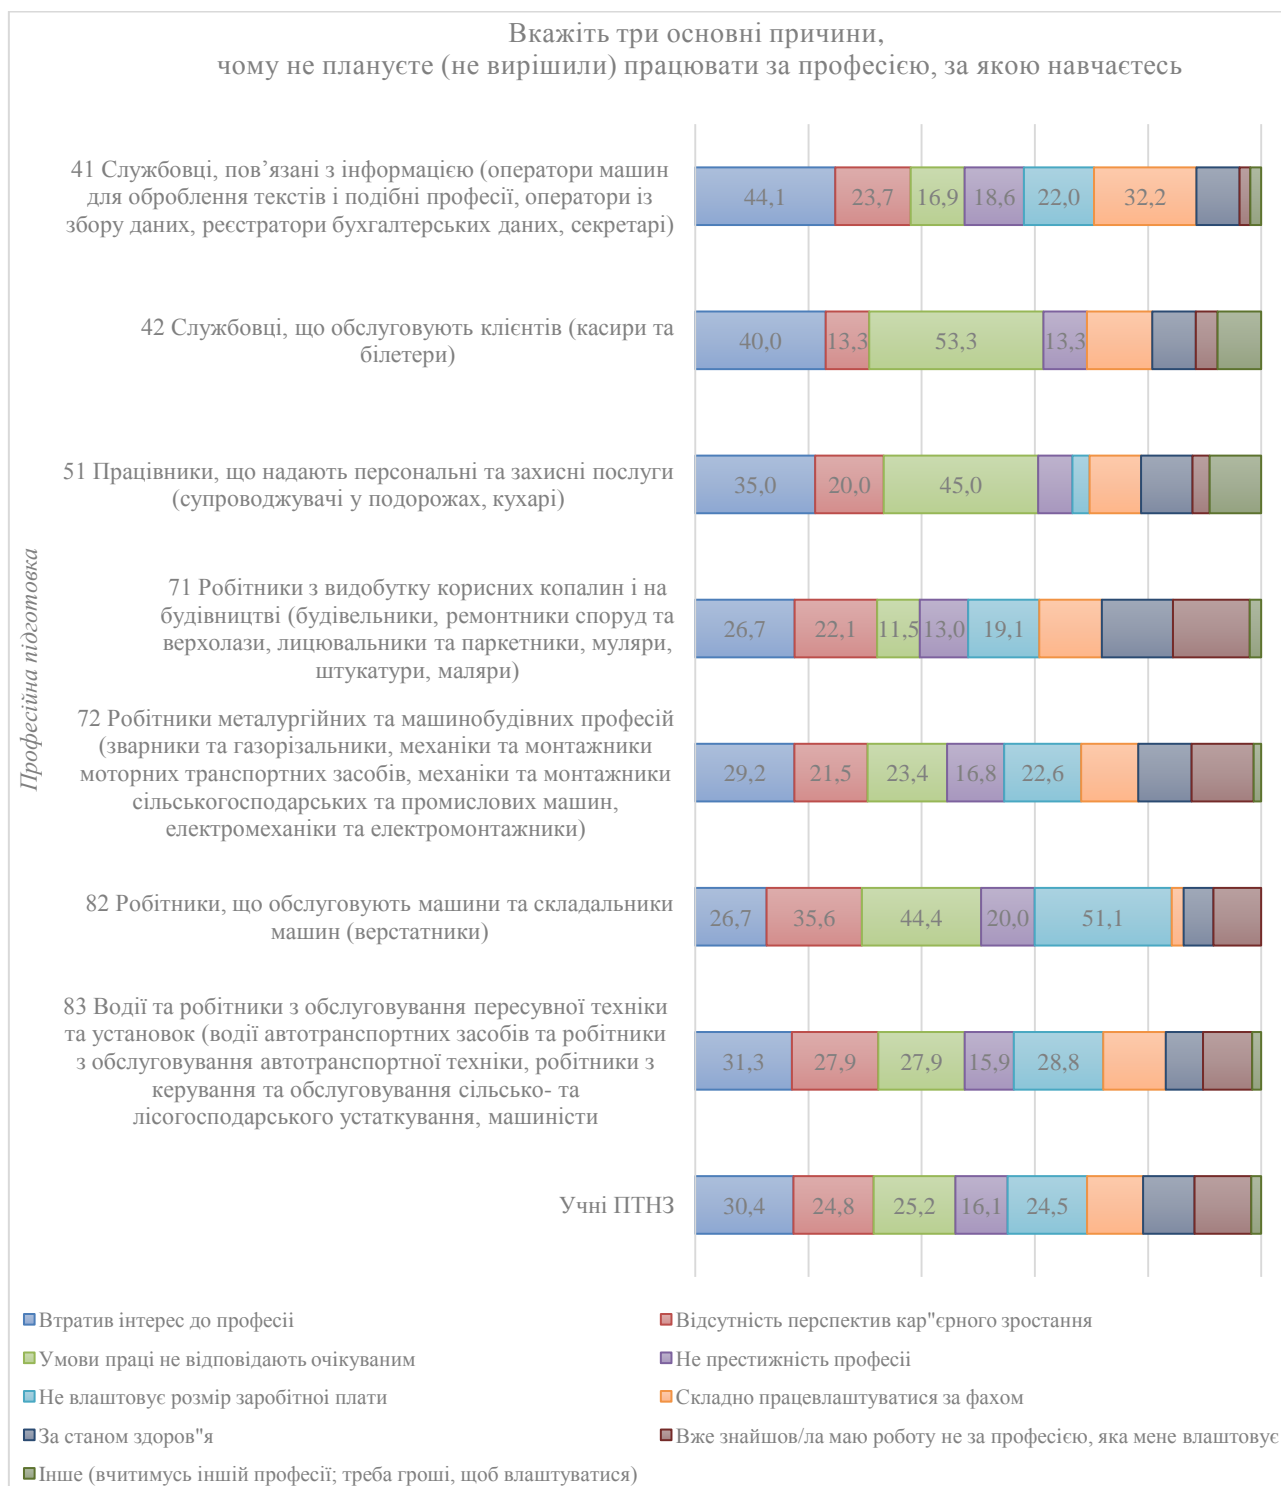 Вкажіть три основні причини,
чому не плануєте (не вирішили) працювати за професією, за якою навчаєтесь
Професійна підготовка
41 Службовці, пов’язані з інформацією (оператори машин
для оброблення текстів і подібні професії, оператори із
збору даних, реєстратори бухгалтерських даних, секретарі)
44,1 23,7 16,9 18,6 22,0 32,2
42 Службовці, що обслуговують клієнтів (касири та
білетери)
40,0 13,3 53,3 13,3
51 Працівники, що надають персональні та захисні послуги
(супроводжувачі у подорожах, кухарі)
35,0 20,0 45,0
71 Робітники з видобутку корисних копалин і на
будівництві (будівельники, ремонтники споруд та
верхолази, лицювальники та паркетники, муляри,
штукатури, маляри)
26,7 22,1 11,5 13,0 19,1
72 Робітники металургійних та машинобудівних професій
(зварники та газорізальники, механіки та монтажники
моторних транспортних засобів, механіки та монтажники
сільськогосподарських та промислових машин,
електромеханіки та електромонтажники)
29,2 21,5 23,4 16,8 22,6
82 Робітники, що обслуговують машини та складальники
машин (верстатники)
26,7 35,6 44,4 20,0 51,1
83 Водії та робітники з обслуговування пересувної техніки
та установок (водії автотранспортних засобів та робітники
з обслуговування автотранспортної техніки, робітники з
керування та обслуговування сільсько- та
лісогосподарського устаткування, машиністи
31,3 27,9 27,9 15,9 28,8
Учні ПТНЗ
30,4 24,8 25,2 16,1 24,5
Втратив інтерес до професіі
Відсутність перспектив кар"єрного зростання
Умови праці не відповідають очікуваним
Не престижність професіі
Не влаштовує розмір заробітної плати
Складно працевлаштуватися за фахом
За станом здоров"я
Вже знайшов/ла маю роботу не за професією, яка мене влаштовує
Інше (вчитимусь іншій професії; треба гроші, щоб влаштуватися)